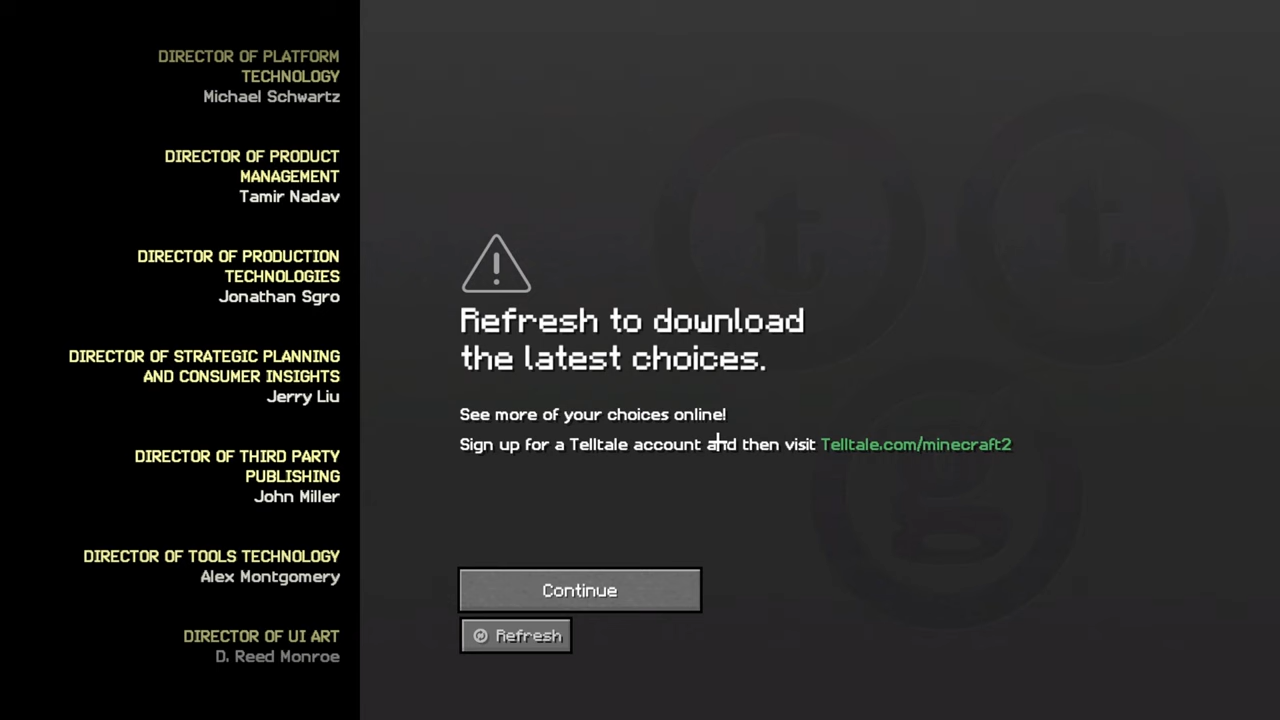 DIRECTOR OF PLATFORM
TECHNOLOGY
Michael Schwartz
DIRECTOR OF PRODUCT
MANAGEMENT
Tamir Nadav
DIRECTOR OF PRODUCTION
TECHNOLOGIES
Jonathan Sgro
DIRECTOR OF STRATEGIC PLANNING
AND CONSUMER INSIGHTS
Jerry Liu
DIRECTOR OF THIRD PARTY
PUBLISHING
John Miller
DIRECTOR OF TOOLS TECHNOLOGY
Alex Montgomery
DIRECTOR OF UI ART
D. Reed Monroe
Refresh to download
the latest choices.
See more of your choices online!
Sign up for a Telltale account and then visit Telltale.com/minecraft2
Continue
Refresh
t
t
g